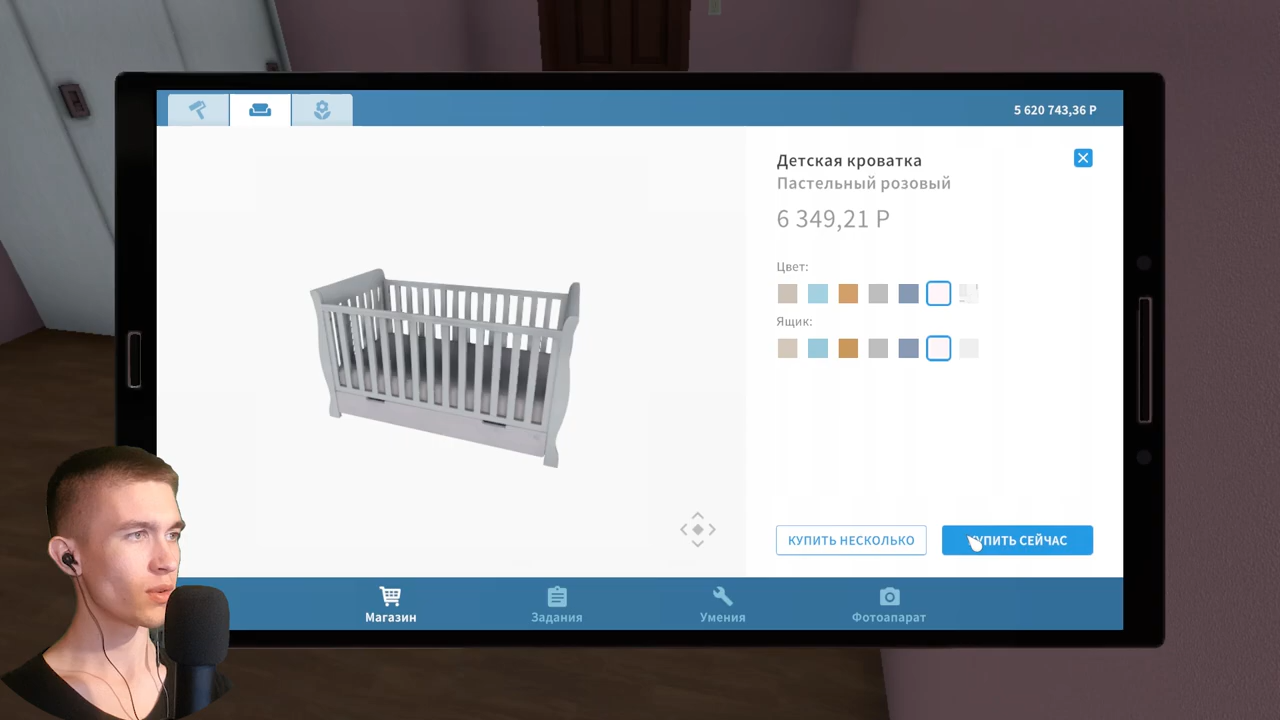 5 620 743,36 Р
Детская кроватка
Пастельный розовый
6 349,21 Р
Цвет:
Ящик:
КУПИТЬ НЕСКОЛЬКО
КУПИТЬ СЕЙЧАС
Магазин
Задания
Умения
Фотоапарат